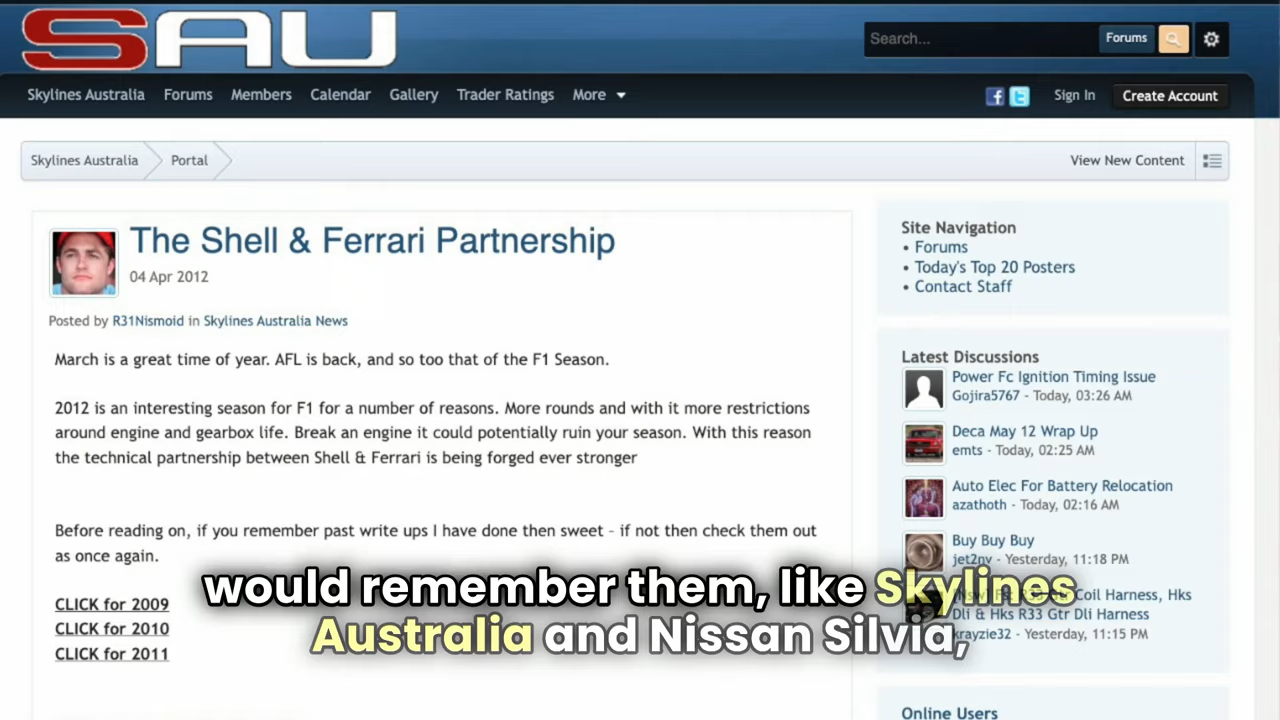 SAU
Search...
Forums
Skylines Australia
Forums
Members
Calendar
Gallery
Trader Ratings
More
Sign In
Create Account
Skylines Australia
Portal
View New Content
The Shell & Ferrari Partnership
04 Apr 2012
Posted by R31Nismoid in Skylines Australia News
March is a great time of year. AFL is back, and so too that of the F1 Season.
2012 is an interesting season for F1 for a number of reasons. More rounds and with it more restrictions
around engine and gearbox life. Break an engine it could potentially ruin your season. With this reason
the technical partnership between Shell & Ferrari is being forged ever stronger
Before reading on, if you remember past write ups I have done then sweet - if not then check them out
as once again.
CLICK for 2009
CLICK for 2010
CLICK for 2011
Site Navigation
• Forums
• Today's Top 20 Posters
• Contact Staff
Latest Discussions
Power Fc Ignition Timing Issue
Gojira5767 - Today, 03:26 AM
Deca May 12 Wrap Up
emts - Today, 02:25 AM
Auto Elec For Battery Relocation
azathoth - Today, 02:16 AM
Buy Buy Buy
jet2nv - Yesterday, 11:18 PM
Coil Harness, Hks
Dli & Hks R33 Gtr Dli Harness
krayzie32 - Yesterday, 11:15 PM
Online Users
would remember them, like Skylines
Australia and Nissan Silvia,